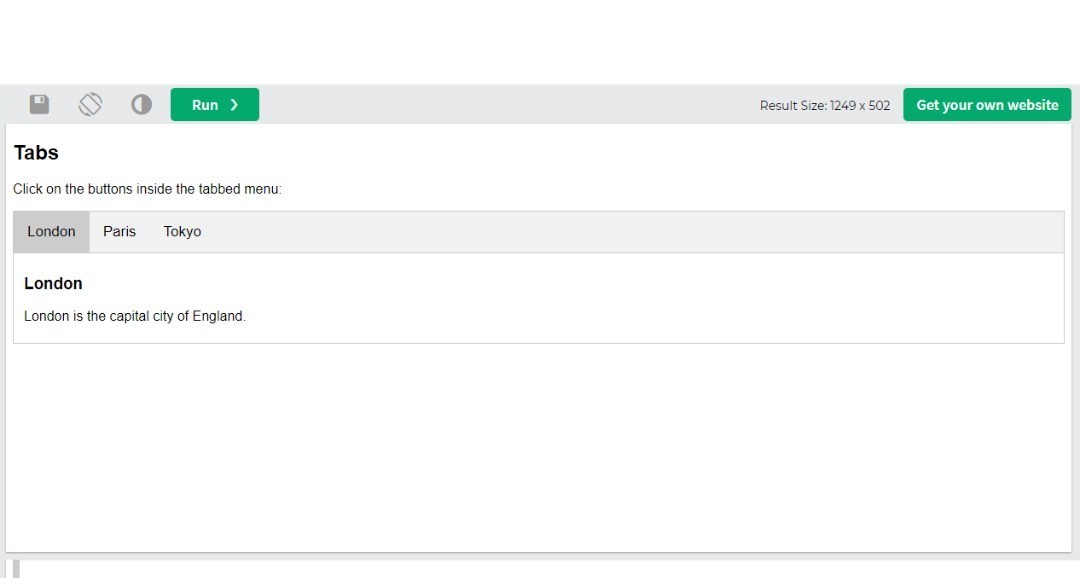 Run ❯ Result Size: 1249 x 502 Get your own website
Tabs
Click on the buttons inside the tabbed menu:
London Paris Tokyo
London
London is the capital city of England.